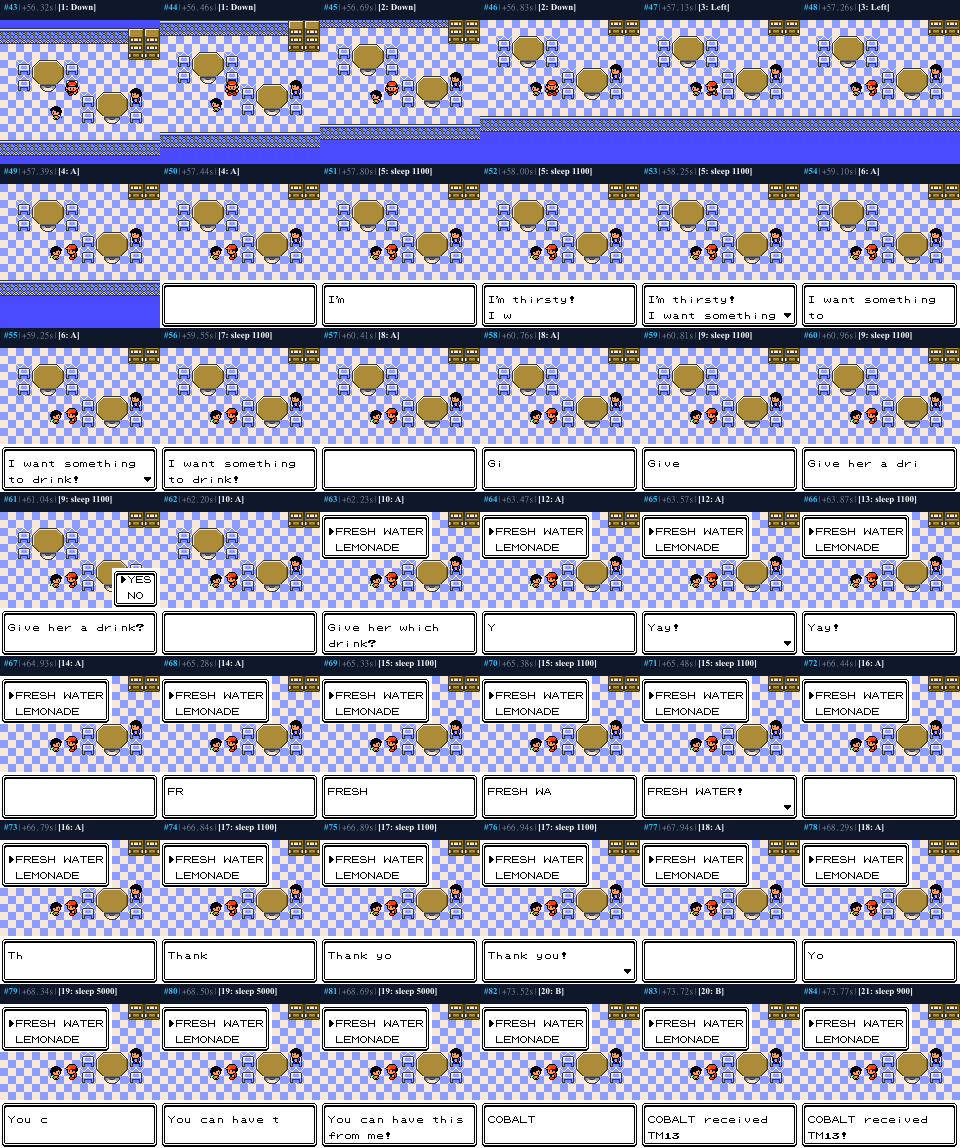 #43|+56.32s|[1: Down]
#44|+56.46s|[1: Down]
#45|+56.69s|[2: Down]
#46|+56.83s|[2: Down]
#47|+57.13s|[3: Left]
#48|+57.26s|[3: Left]
#49|+57.39s|[4: A]
#50|+57.44s|[4: A]
#51|+57.80s|[5: sleep 1100]
#52|+58.00s|[5: sleep 1100]
#53|+58.25s|[5: sleep 1100]
#54|+59.10s|[6: A]
I'm
I'm thirsty!
I w
I'm thirsty!
I want something
I want something
to
#55|+59.25s|[6: A]
#56|+59.55s|[7: sleep 1100]
#57|+60.41s|[8: A]
#58|+60.76s|[8: A]
#59|+60.81s|[9: sleep 1100]
#60|+60.96s|[9: sleep 1100]
I want something
to drink!
I want something
to drink!
Gi
Give
Give her a dri
#61|+61.04s|[9: sleep 1100]
#62|+62.20s|[10: A]
#63|+62.23s|[10: A]
#64|+63.47s|[12: A]
#65|+63.57s|[12: A]
#66|+63.87s|[13: sleep 1100]
YES
NO
Give her a drink?
FRESH WATER
LEMONADE
Give her which
drink?
FRESH WATER
LEMONADE
Y
FRESH WATER
LEMONADE
Yay!
FRESH WATER
LEMONADE
Yay!
#67|+64.93s|[14: A]
#68|+65.28s|[14: A]
#69|+65.33s|[15: sleep 1100]
#70|+65.38s|[15: sleep 1100]
#71|+65.48s|[15: sleep 1100]
#72|+66.44s|[16: A]
FRESH WATER
LEMONADE
FRESH WATER
LEMONADE
FR
FRESH WATER
LEMONADE
FRESH
FRESH WATER
LEMONADE
FRESH WA
FRESH WATER
LEMONADE
FRESH WATER!
FRESH WATER
LEMONADE
#73|+66.79s|[16: A]
#74|+66.84s|[17: sleep 1100]
#75|+66.89s|[17: sleep 1100]
#76|+66.94s|[17: sleep 1100]
#77|+67.94s|[18: A]
#78|+68.29s|[18: A]
FRESH WATER
LEMONADE
Th
FRESH WATER
LEMONADE
Thank
FRESH WATER
LEMONADE
Thank yo
FRESH WATER
LEMONADE
Thank you!
FRESH WATER
LEMONADE
FRESH WATER
LEMONADE
Yo
#79|+68.34s|[19: sleep 5000]
#80|+68.50s|[19: sleep 5000]
#81|+68.69s|[19: sleep 5000]
#82|+73.52s|[20: B]
#83|+73.72s|[20: B]
#84|+73.77s|[21: sleep 900]
FRESH WATER
LEMONADE
You c
FRESH WATER
LEMONADE
You can have t
FRESH WATER
LEMONADE
You can have this
from me!
FRESH WATER
LEMONADE
COBALT
FRESH WATER
LEMONADE
COBALT received
TM13
FRESH WATER
LEMONADE
COBALT received
TM13!